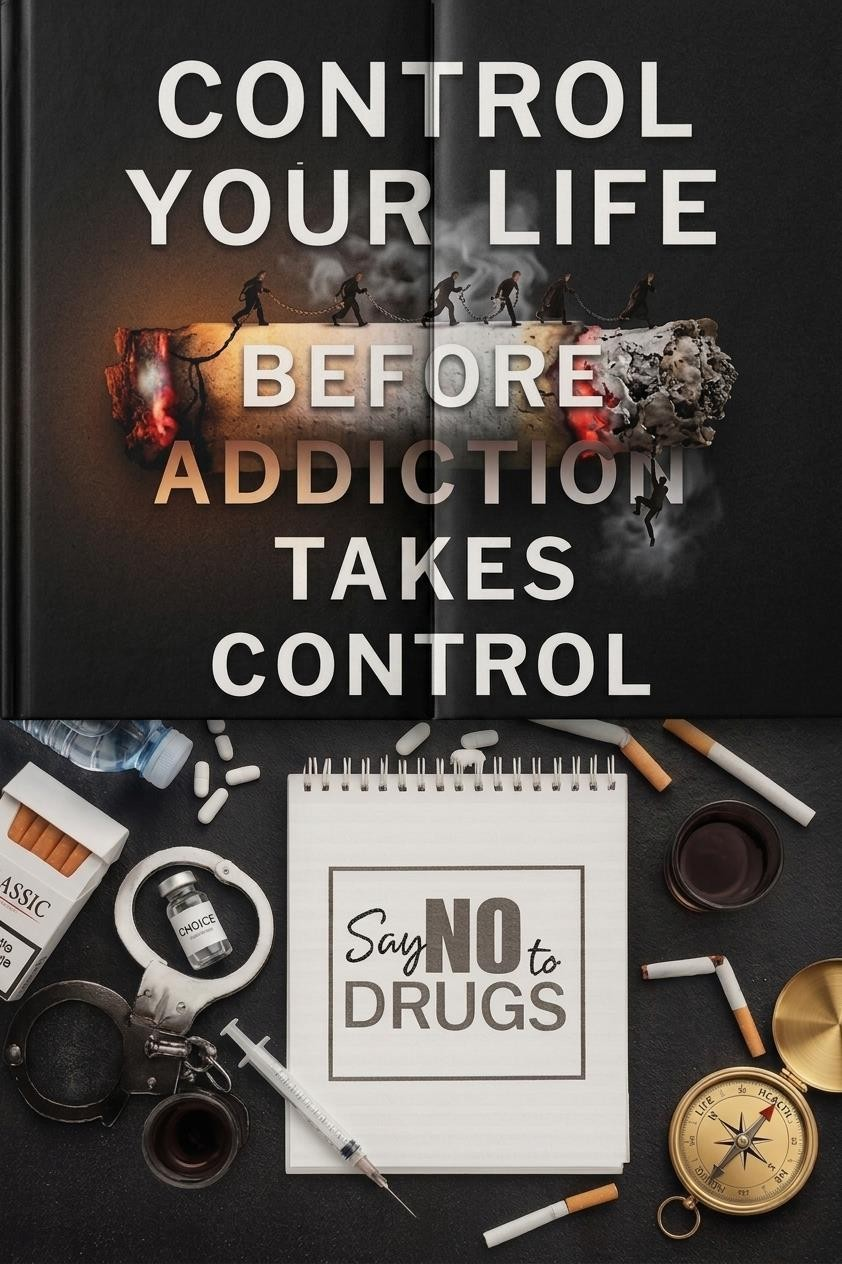 CONTROL
YOUR LIFE
BEFORE
ADDICTION
TAKES
CONTROL
ASSIC
CHOICE
Say NO to
DRUGS
LIFE